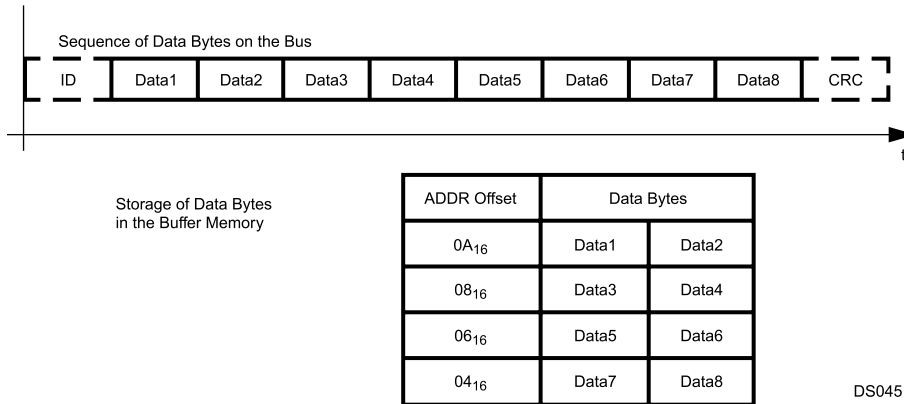 Sequence of Data Bytes on the Bus
ID Data1 Data2 Data3 Data4 Data5 Data6 Data7 Data8 CRC
t
Storage of Data Bytes
in the Buffer Memory
ADDR Offset Data Bytes
0A16 Data1 Data2
0816 Data3 Data4
0616 Data5 Data6
0416 Data7 Data8
DS045